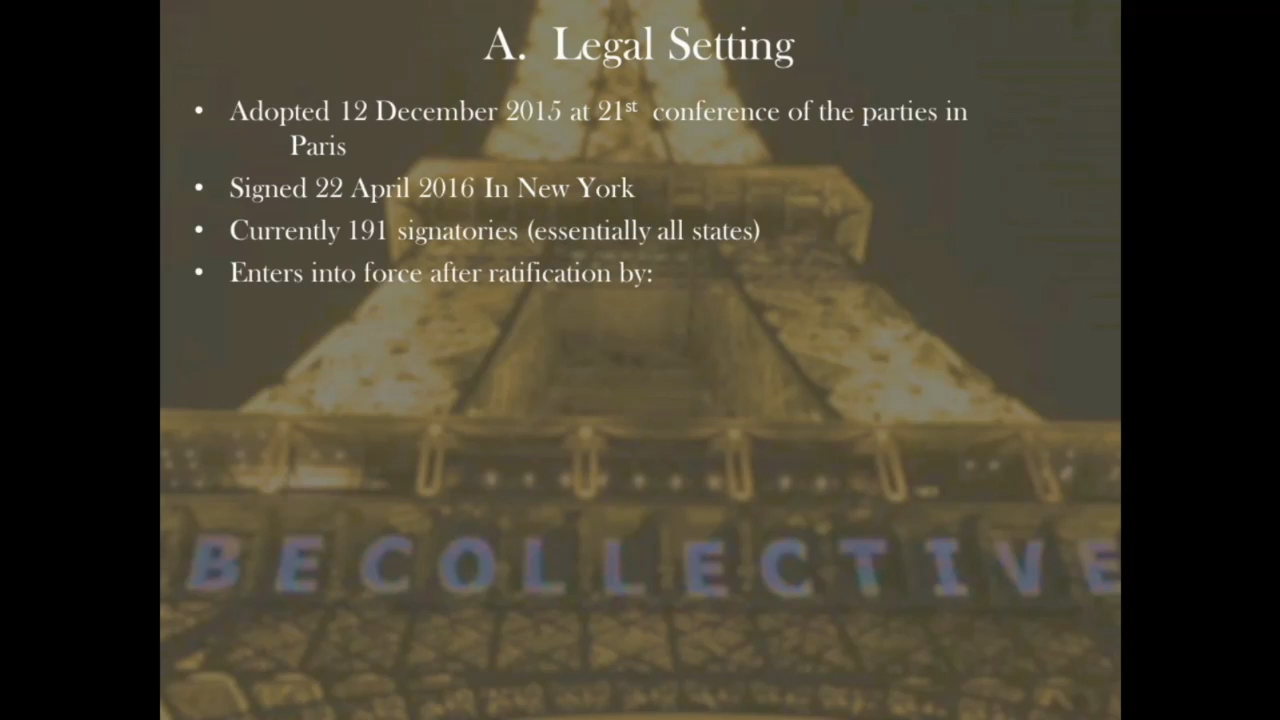 A. Legal Setting
• Adopted 12 December 2015 at 21st conference of the parties in
Paris
• Signed 22 April 2016 In New York
• Currently 191 signatories (essentially all states)
• Enters into force after ratification by:
BECOLLECTIVE